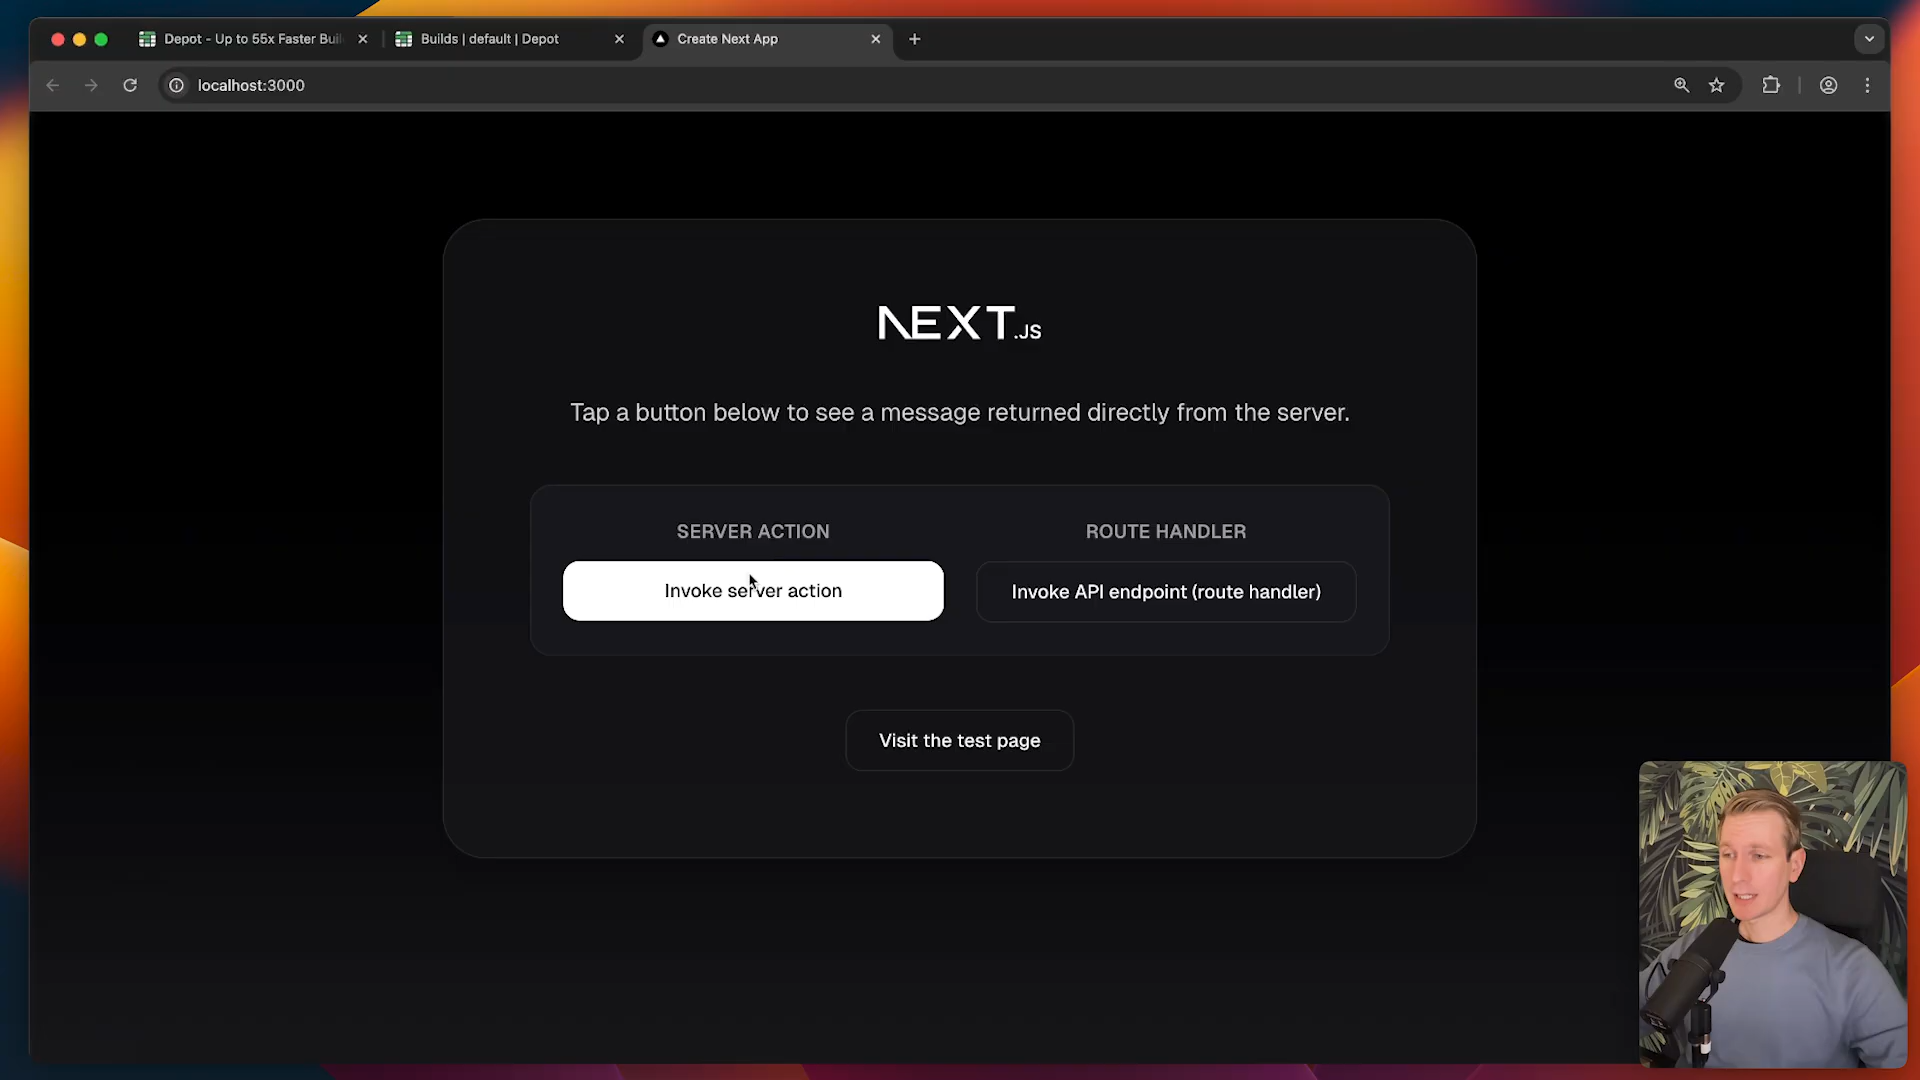 Depot - Up to 55x Faster Buil
Builds | default | Depot
Create Next App
localhost:3000
NEXT.JS
Tap a button below to see a message returned directly from the server.
SERVER ACTION
ROUTE HANDLER
Invoke server action
Invoke API endpoint (route handler)
Visit the test page